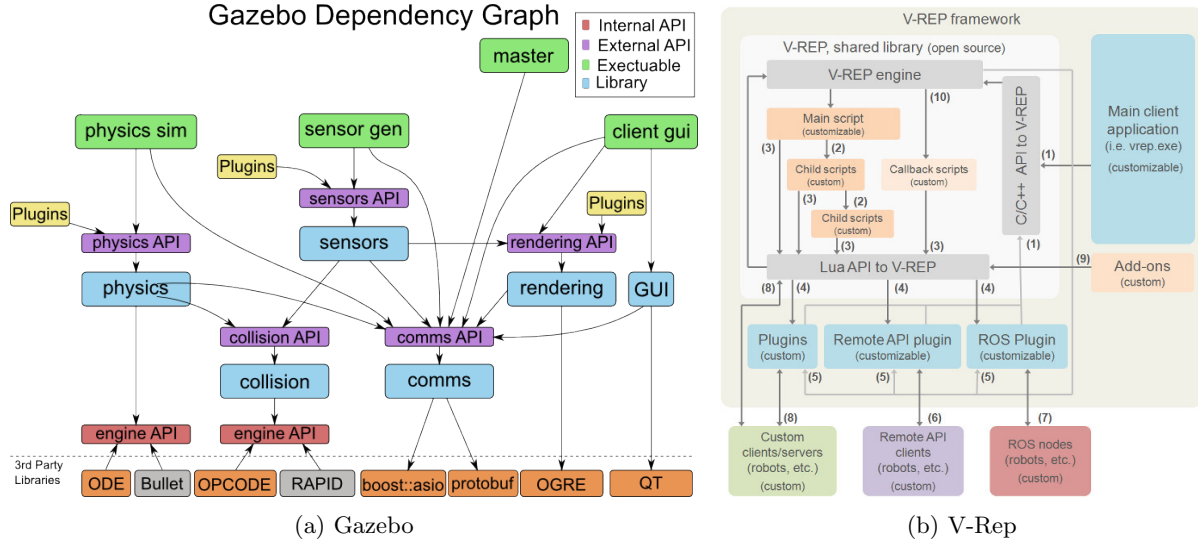 Gazebo Dependency Graph
Internal API
External API
Exectuable
Library
master
physics sim
sensor gen
client gui
Plugins
sensors API
Plugins
Plugins
physics API
sensors
rendering API
physics
rendering
GUI
collision API
comms API
collision
comms
engine API
engine API
3rd Party
Libraries
ODE
Bullet
OPCODE
RAPID
boost::asio
protobuf
OGRE
QT
(a) Gazebo
V-REP framework
V-REP, shared library (open source)
V-REP engine
(10)
Main script
(customizable)
(3)
(2)
Child scripts
(custom)
Callback scripts
(custom)
(3)
(2)
Child scripts
(custom)
(3)
(3)
C/C++ API to V-REP
(1)
(1)
Main client
application
(i.e. vrep.exe)
(customizable)
Lua API to V-REP
(9)
Add-ons
(custom)
(8)
(4)
(4)
(4)
Plugins
(custom)
Remote API plugin
(customizable)
ROS Plugin
(customizable)
(5)
(5)
(5)
(8)
(6)
(7)
Custom
clients/servers
(robots, etc.)
(custom)
Remote API
clients
(robots, etc.)
(custom)
ROS nodes
(robots, etc.)
(custom)
(b) V-Rep